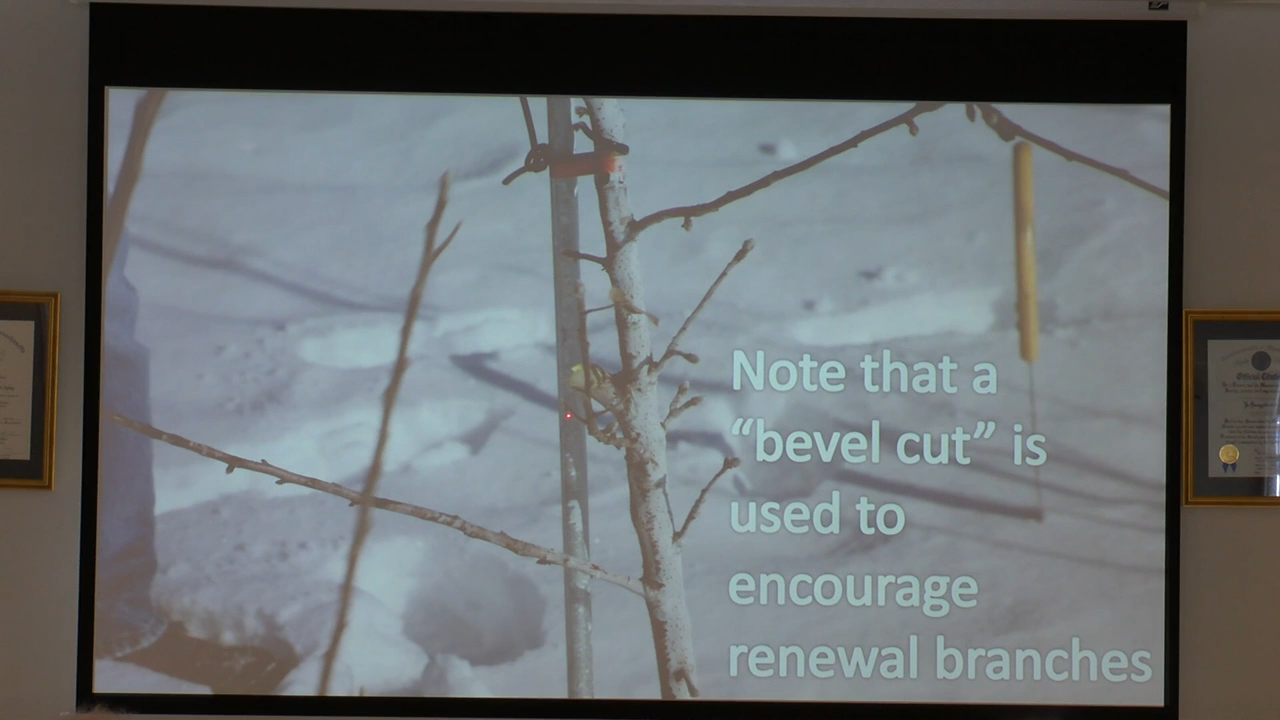 Note that a
“bevel cut” is
used to
encourage
renewal branches